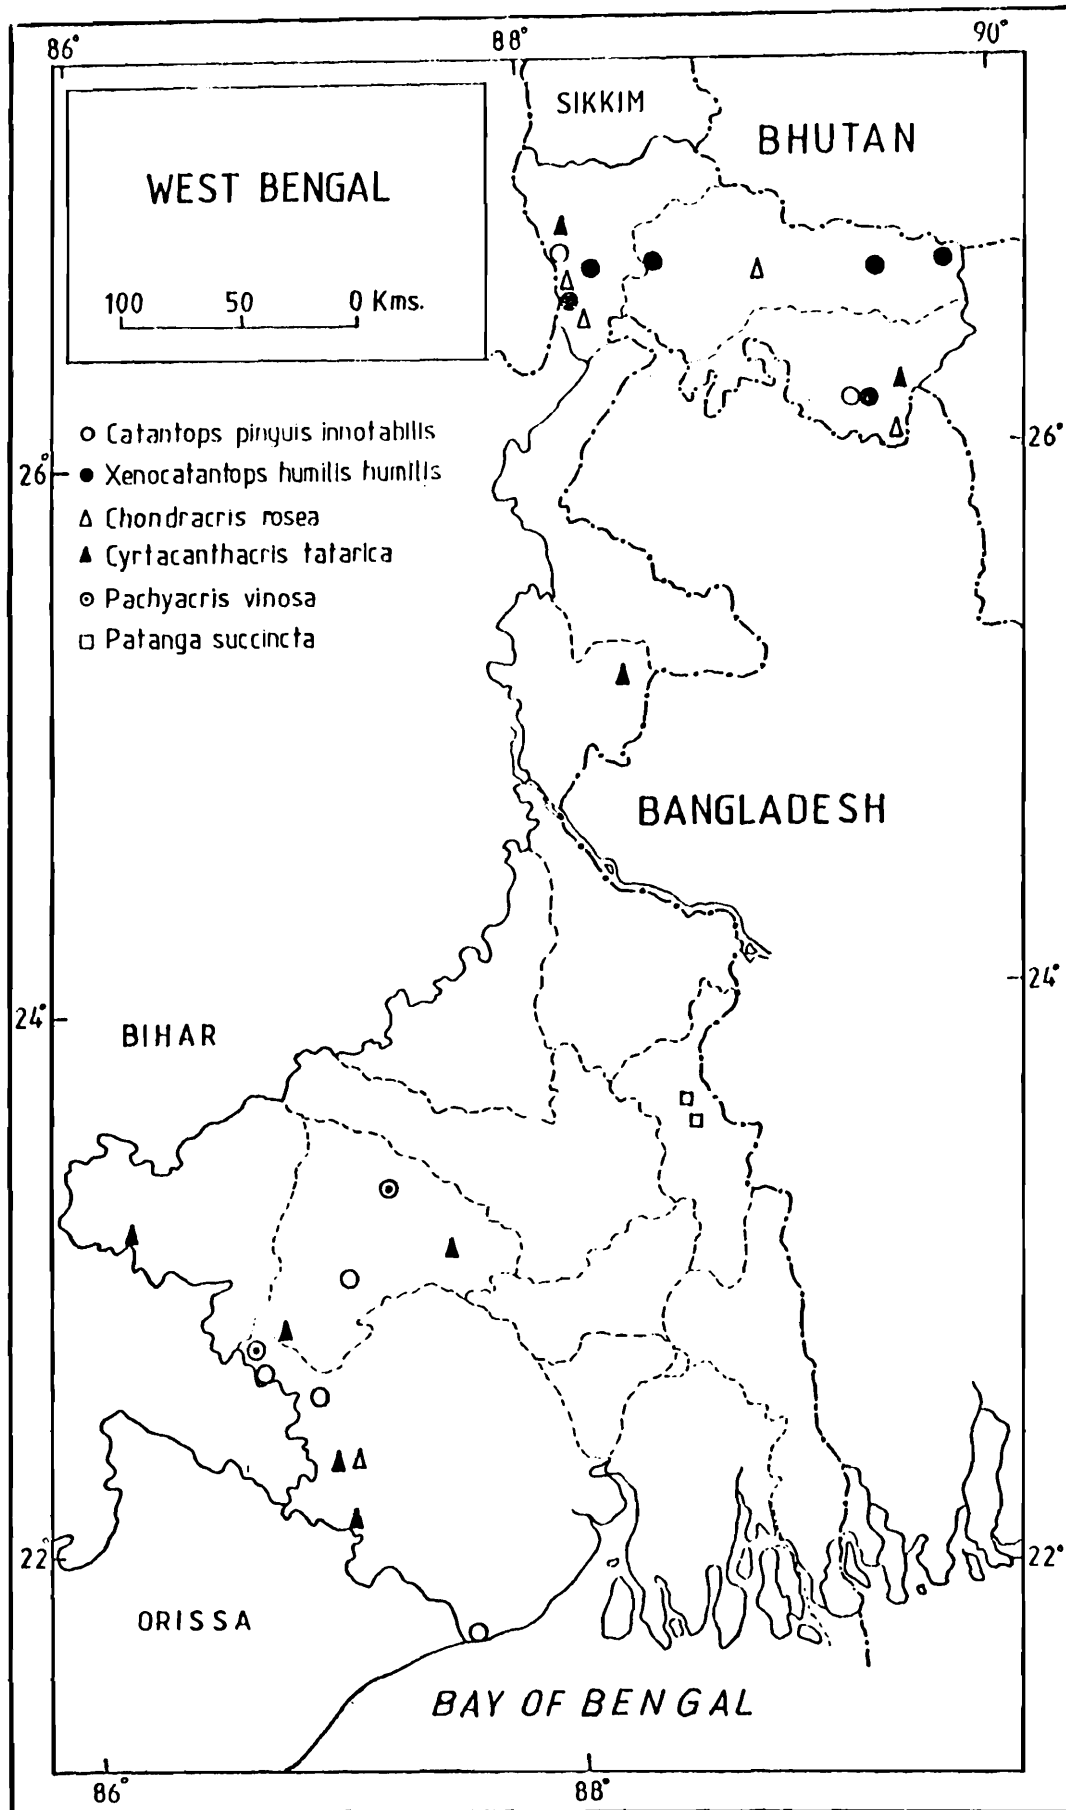 86° 88° 90°
SIKKIM
BHUTAN
WEST BENGAL
100 50 0 Kms.
Catantops pinguis innotabilis
26°
26°
Xenocatantops humilis humilis
Chondracris rosea
Cyrtacanthacris tatarica
Pachyacris vinosa
Patanga succincta
BANGLADESH
24°
24°
BIHAR
22°
22°
ORISSA
BAY OF BENGAL
86° 88°